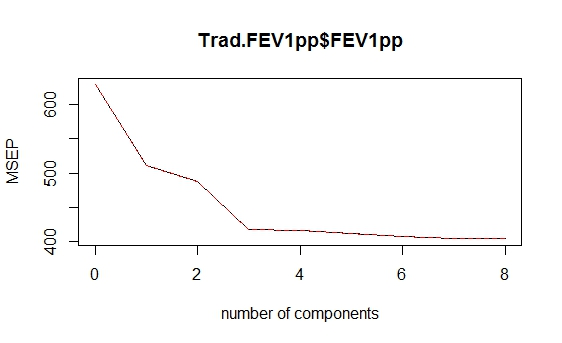 Trad.FEV1pp$FEV1pp
600
500
400
MSEP
0 2 4 6 8
number of components